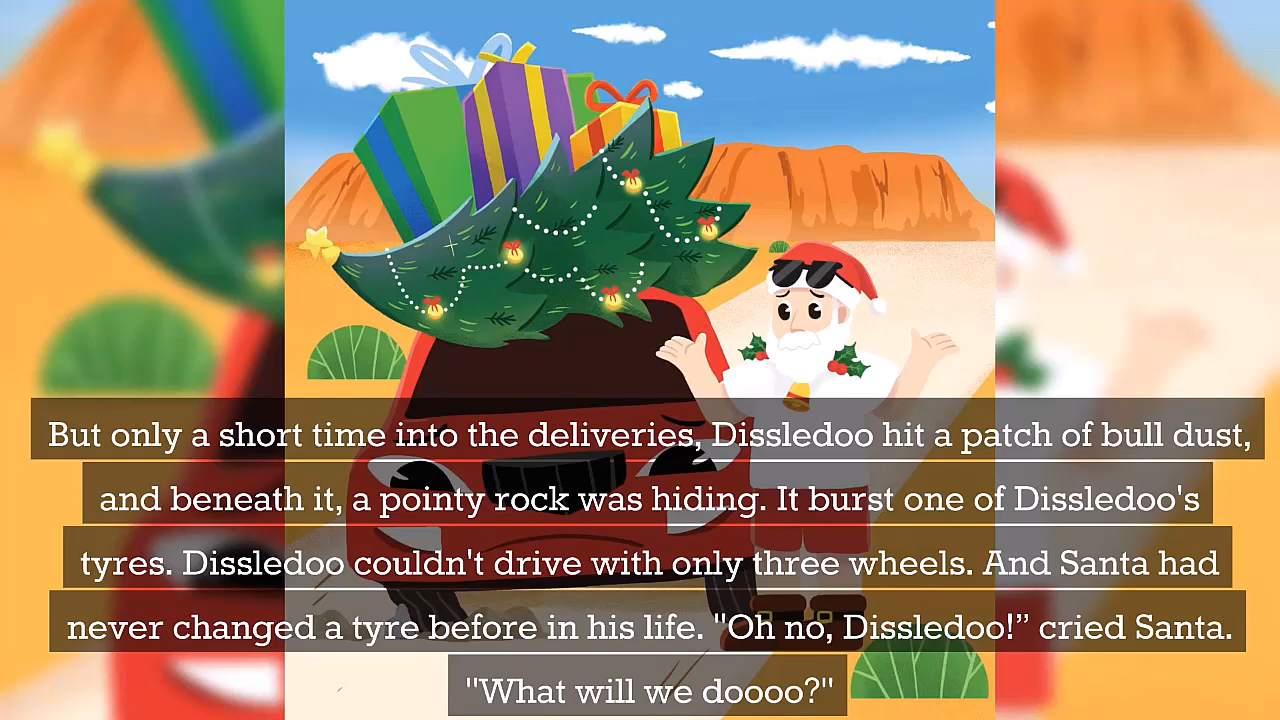 But only a short time into the deliveries, Dissledoo hit a patch of bull dust,
and beneath it, a pointy rock was hiding. It burst one of Dissledoo's
tyres. Dissledoo couldn't drive with only three wheels. And Santa had
never changed a tyre before in his life. "Oh no, Dissledoo!” cried Santa.
"What will we doooo?"